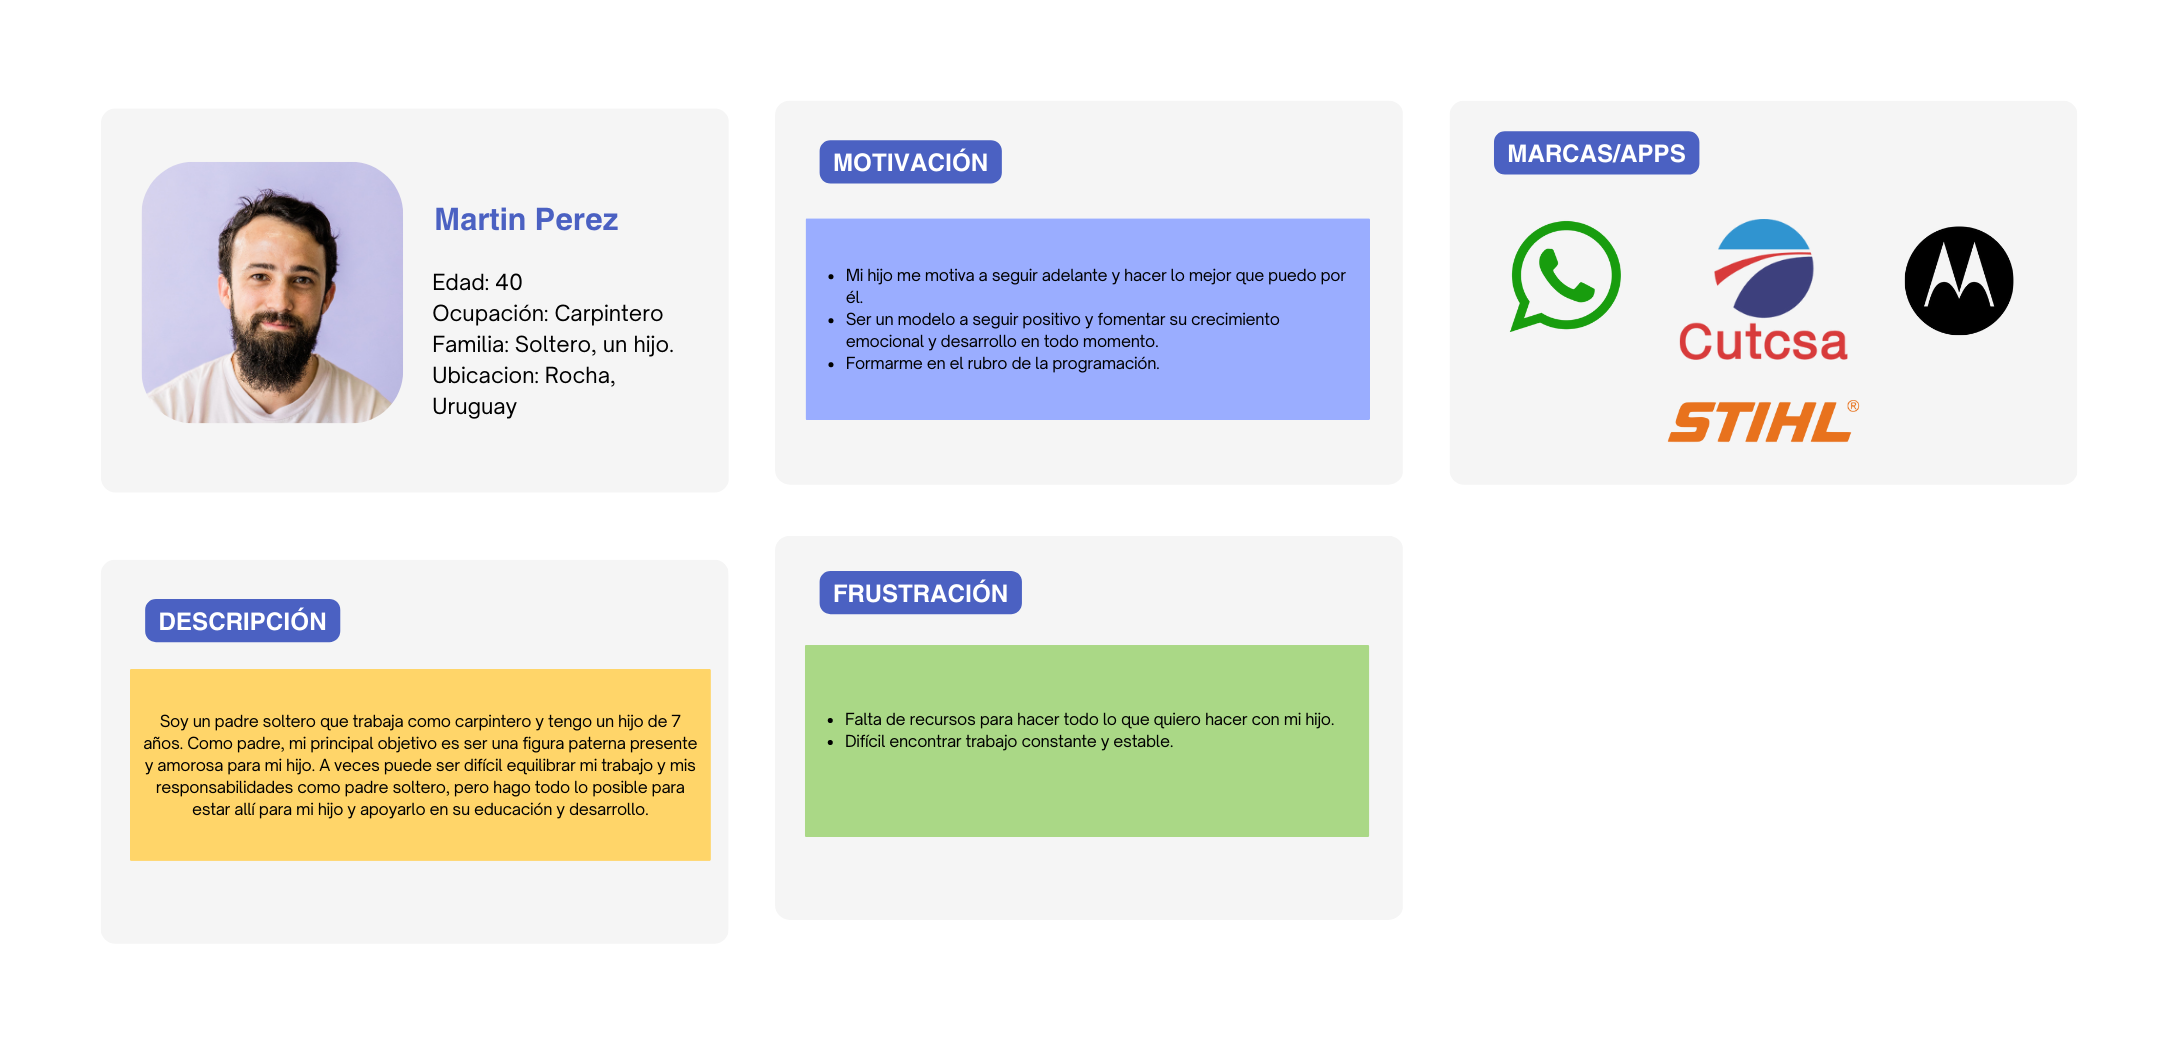 Martin Perez
Edad: 40
Ocupación: Carpintero
Familia: Soltero, un hijo.
Ubicacion: Rocha,
Uruguay
MOTIVACIÓN
Mi hijo me motiva a seguir adelante y hacer lo mejor que puedo por
él.
Ser un modelo a seguir positivo y fomentar su crecimiento
emocional y desarrollo en todo momento.
Formarme en el rubro de la programación.
MARCAS/APPS
Cutcsa
STIHL®
DESCRIPCIÓN
Soy un padre soltero que trabaja como carpintero y tengo un hijo de 7
años. Como padre, mi principal objetivo es ser una figura paterna presente
y amorosa para mi hijo. A veces puede ser difícil equilibrar mi trabajo y mis
responsabilidades como padre soltero, pero hago todo lo posible para
estar allí para mi hijo y apoyarlo en su educación y desarrollo.
FRUSTRACIÓN
Falta de recursos para hacer todo lo que quiero hacer con mi hijo.
Difícil encontrar trabajo constante y estable.